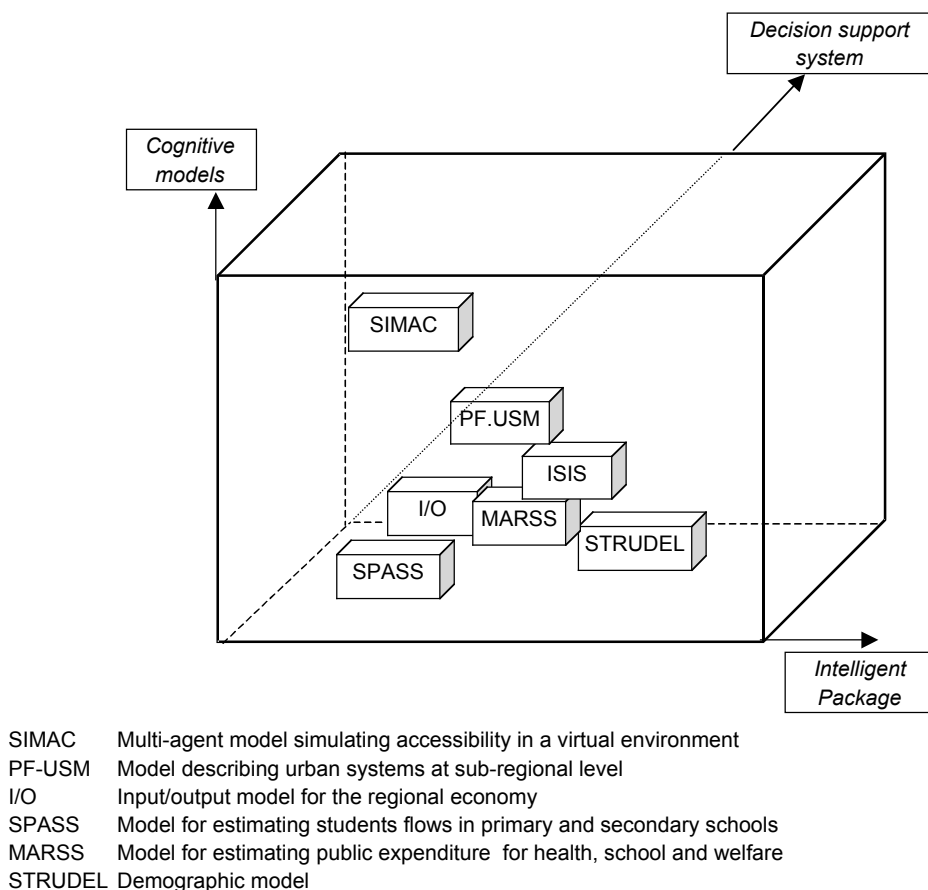 Decision support
system
Cognitive
models
SIMAC
PF.USM
ISIS
I/O
MARSS
STRUDEL
SPASS
Intelligent
Package
SIMAC Multi-agent model simulating accessibility in a virtual environment
PF-USM Model describing urban systems at sub-regional level
I/O Input/output model for the regional economy
SPASS Model for estimating students flows in primary and secondary schools
MARSS Model for estimating public expenditure for health, school and welfare
STRUDEL Demographic model